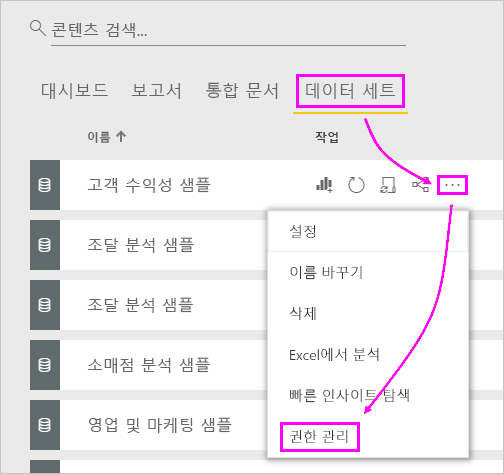 콘텐츠 검색...
대시보드 보고서 통합 문서 데이터 세트
이름 ↑ 작업
고객 수익성 샘플 ...
설정
조달 분석 샘플
이름 바꾸기
조달 분석 샘플
삭제
Excel에서 분석
소매점 분석 샘플
빠른 인사이트 탐색
영업 및 마케팅 샘플
권한 관리